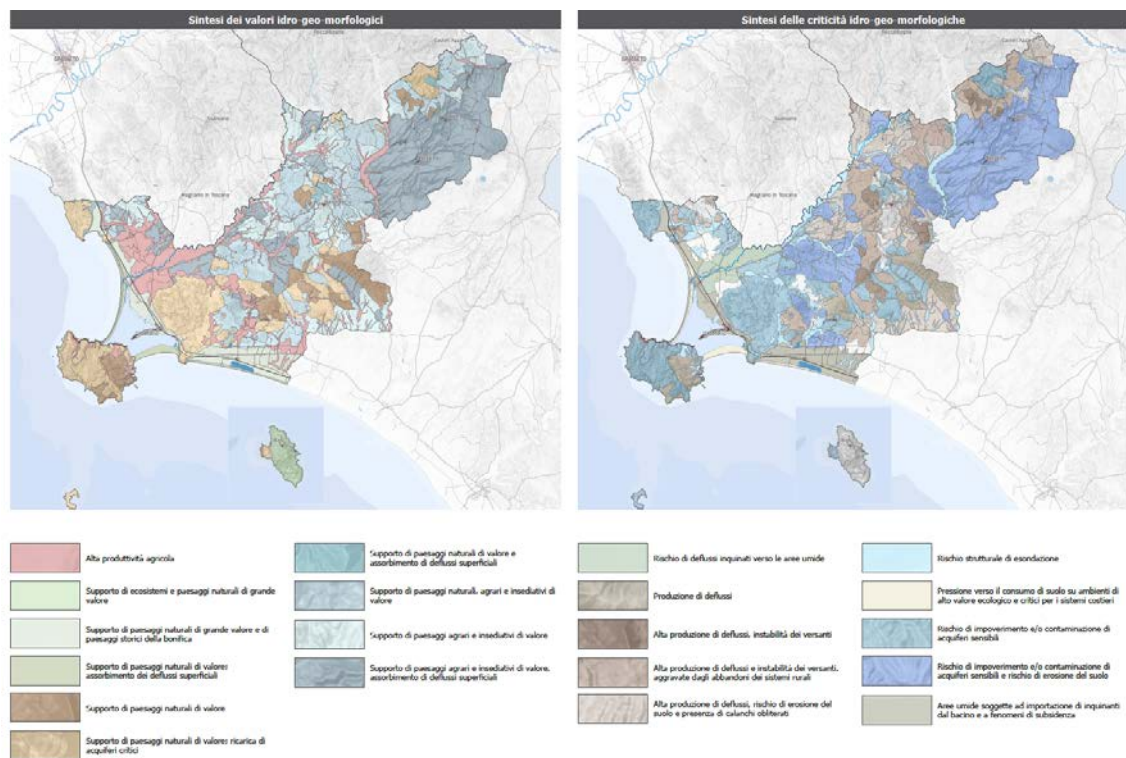 Sintesi dei valori idro-geo-morfologici
Sintesi delle criticità idro-geo-morfologiche
Magliano in Toscana
Alta produttività agricola
Supporto di ecosistemi e paesaggi naturali di grande
valore
Supporto di paesaggi naturali di grande valore e di
paesaggi storici della bonifica
Supporto di paesaggi naturali di valore;
assorbimento dei deflussi superficiali
Supporto di paesaggi naturali di valore
Supporto di paesaggi naturali di valore; ricarica di
acquiferi critici
Supporto di paesaggi naturali di valore e
assorbimento di deflussi superficiali
Supporto di paesaggi naturali, agrari e insediativi di
valore
Supporto di paesaggi agrari e insediativi di valore
Supporto di paesaggi agrari e insediativi di valore,
assorbimento di deflussi superficiali
Rischio di deflussi inquinati verso le aree umide
Produzione di deflussi
Alta produzione di deflussi, instabilità dei versanti
Alta produzione di deflussi e instabilità dei versanti,
aggravate dagli abbandoni dei sistemi rurali
Alta produzione di deflussi, rischio di erosione del
suolo e presenza di calanchi obliterati
Rischio strutturale di esondazione
Pressione verso il consumo di suolo su ambienti di
alto valore ecologico e critici per i sistemi costieri
Rischio di impoverimento e/o contaminazione di
acquiferi sensibili
Rischio di impoverimento e/o contaminazione di
acquiferi sensibili e rischio di erosione del suolo
Aree umide soggette ad importazione di inquinanti
dal bacino e a fenomeni di subsidenza